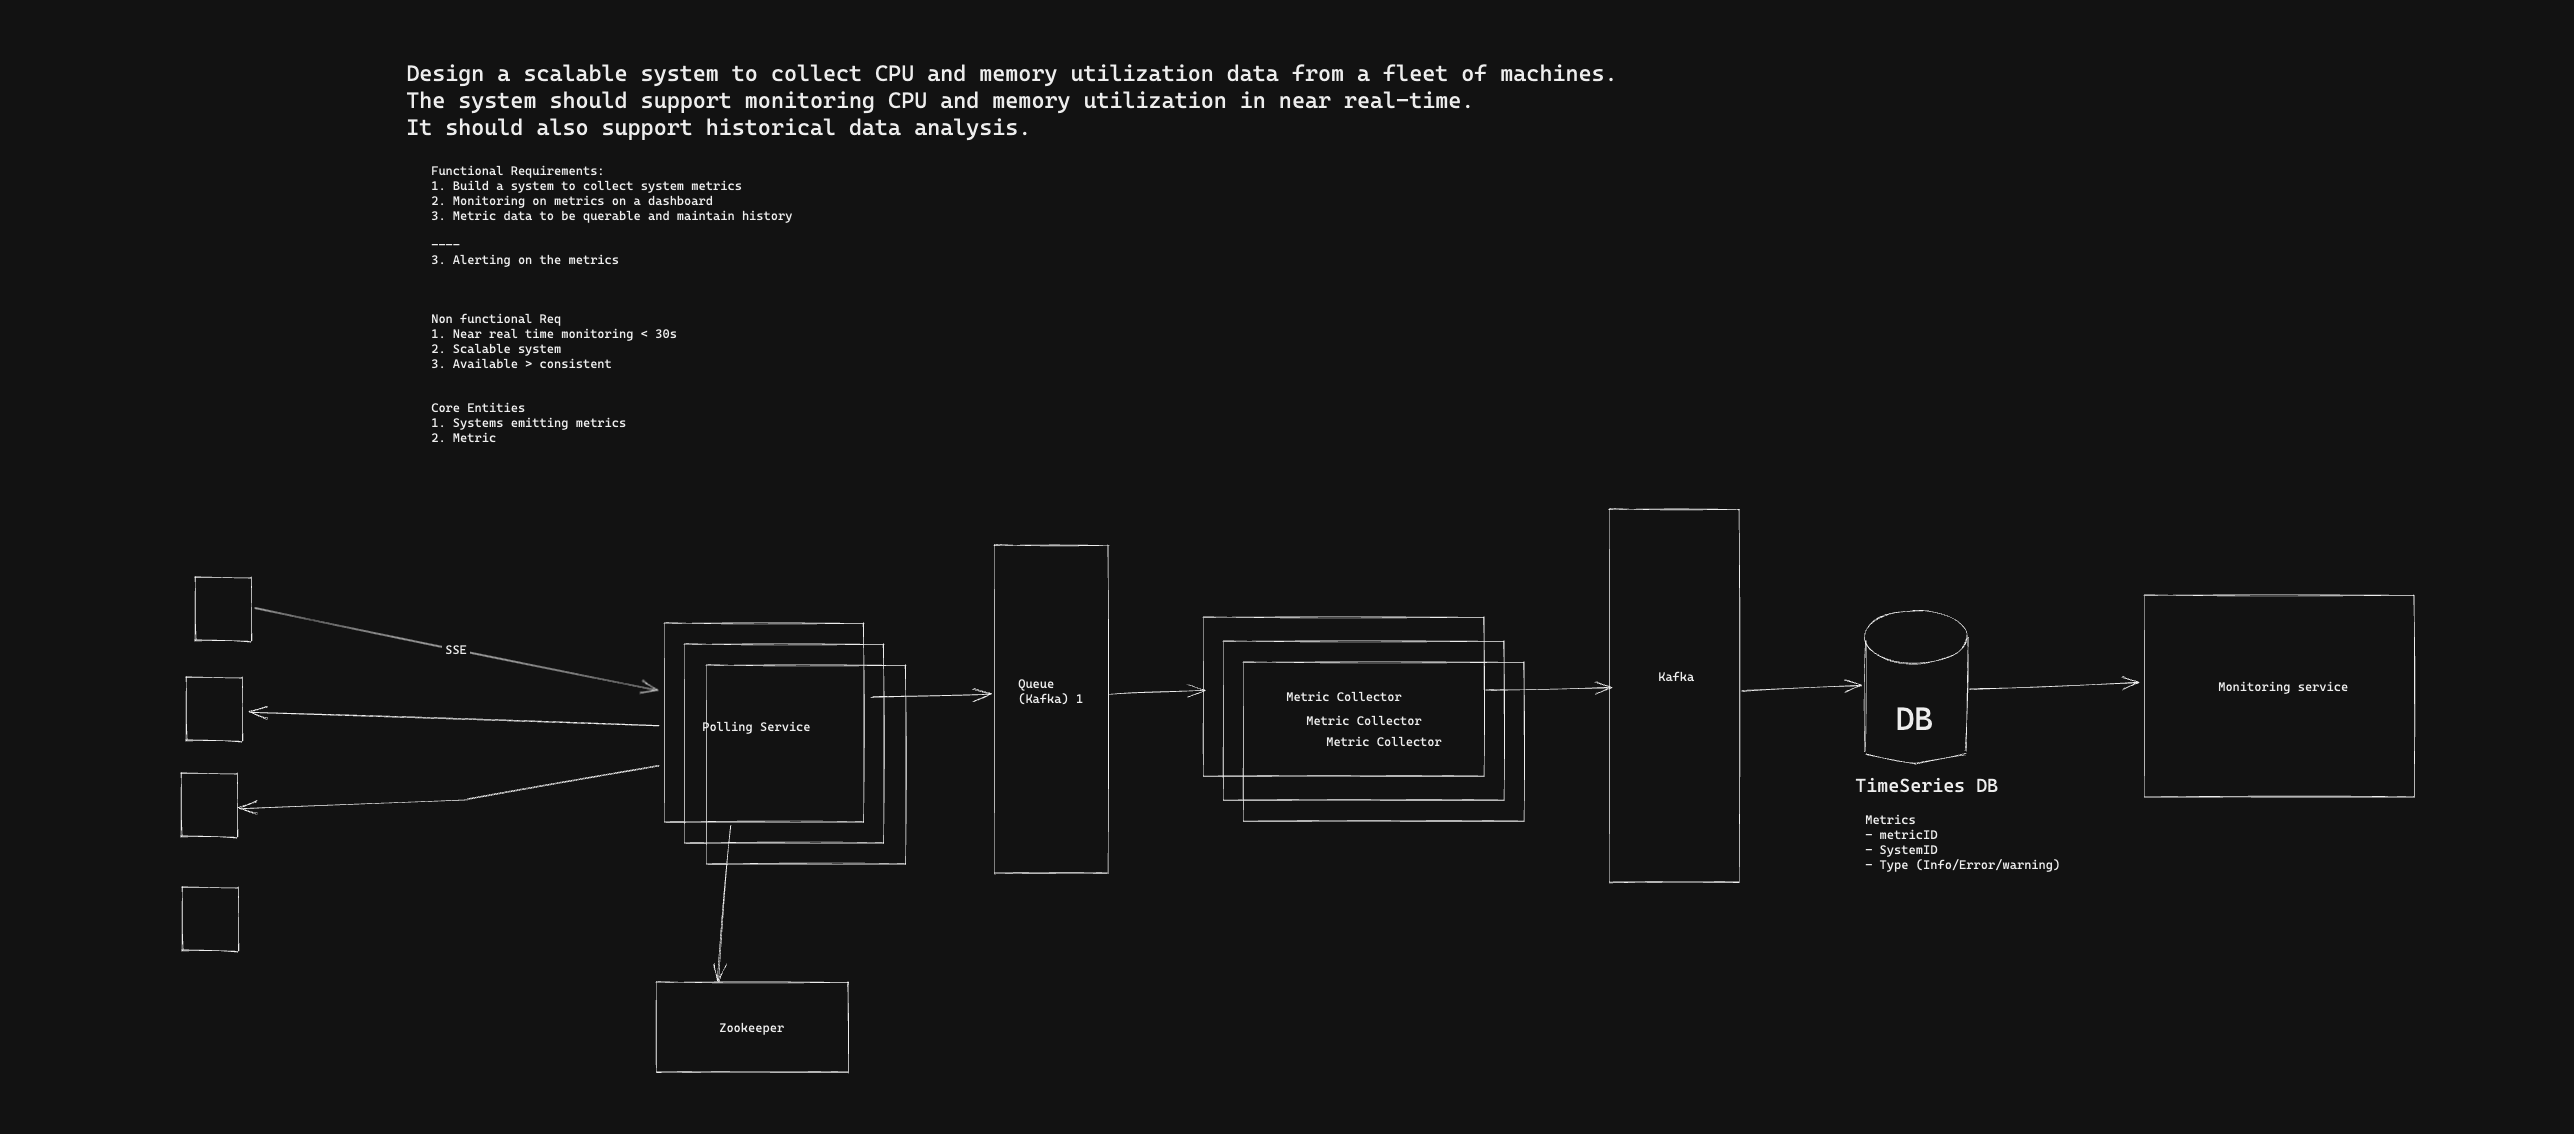 Design a scalable system to collect CPU and memory utilization data from a fleet of machines.
The system should support monitoring CPU and memory utilization in near real-time.
It should also support historical data analysis.
Functional Requirements:
1. Build a system to collect system metrics
2. Monitoring on metrics on a dashboard
3. Metric data to be querable and maintain history
----
3. Alerting on the metrics
Non functional Req
1. Near real time monitoring < 30s
2. Scalable system
3. Available > consistent
Core Entities
1. Systems emitting metrics
2. Metric
SSE
Polling Service
Queue
(Kafka) 1
Metric Collector
Metric Collector
Metric Collector
Kafka
DB
TimeSeries DB
Metrics
- metricID
- SystemID
- Type (Info/Error/warning)
Monitoring service
Zookeeper